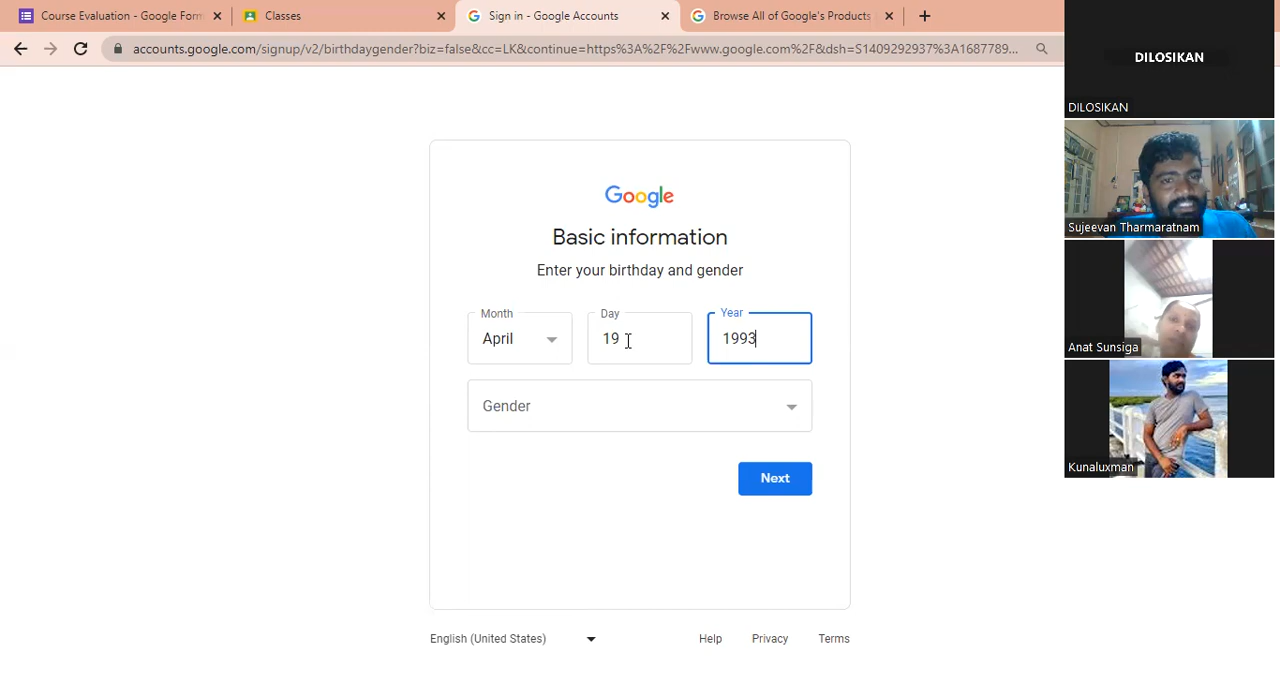 Course Evaluation - Google Form
Classes
Sign in - Google Accounts
Browse All of Google's Products
accounts.google.com/signup/v2/birthdaygender?biz=false&cc=LK&continue=https%3A%2F%2Fwww.google.com%2F&dsh=S1409292937%3A1687789...
DILOSIKAN
DILOSIKAN
Sujeevan Tharmaratnam
Anat Sunsiga
Kunaluxman
Google
Basic information
Enter your birthday and gender
Month
Day
Year
April
19
1993
Gender
Next
English (United States)
Help
Privacy
Terms